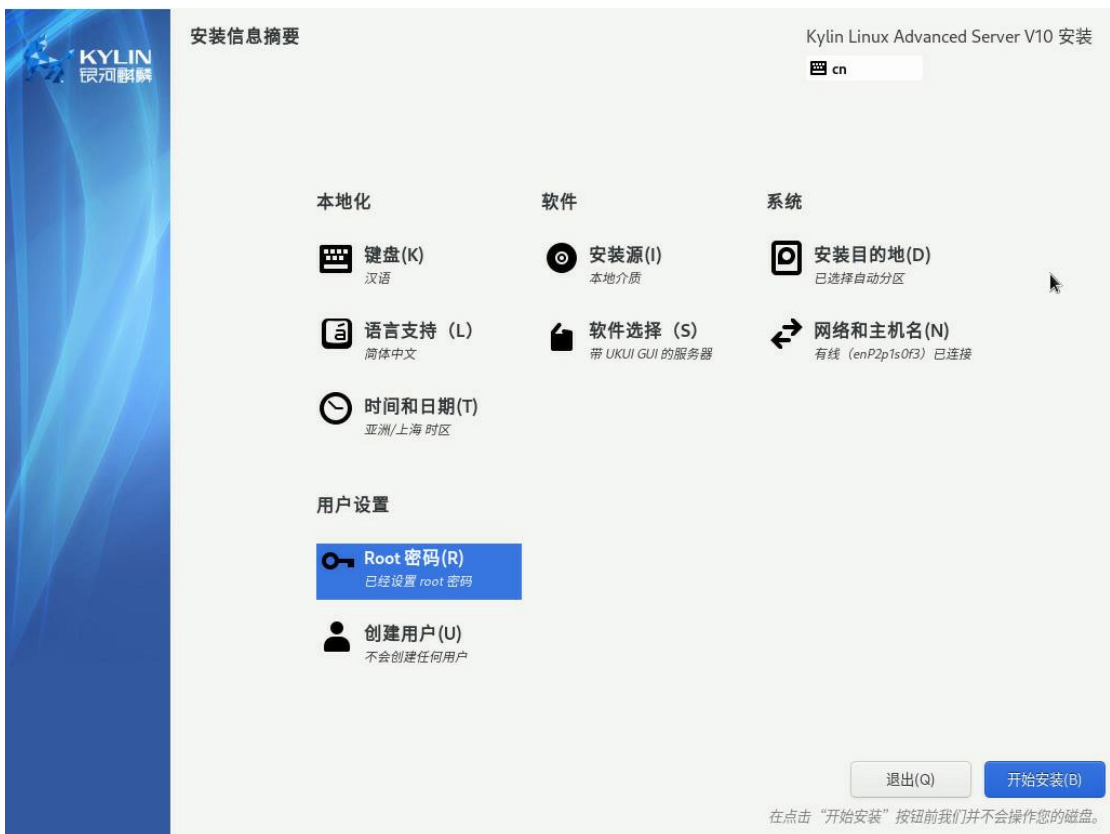 KYLIN
银河麒麟
安装信息摘要
Kylin Linux Advanced Server V10 安装
cn
本地化
键盘(K)
汉语
语言支持（L）
简体中文
时间和日期(T)
亚洲/上海 时区
软件
安装源(I)
本地介质
软件选择（S）
带 UKUI GUI 的服务器
系统
安装目的地(D)
已选择自动分区
网络和主机名(N)
有线（enP2p1s0f3）已连接
用户设置
Root 密码(R)
已经设置 root 密码
创建用户(U)
不会创建任何用户
退出(Q)
开始安装(B)
在点击“开始安装”按钮前我们并不会操作您的磁盘。